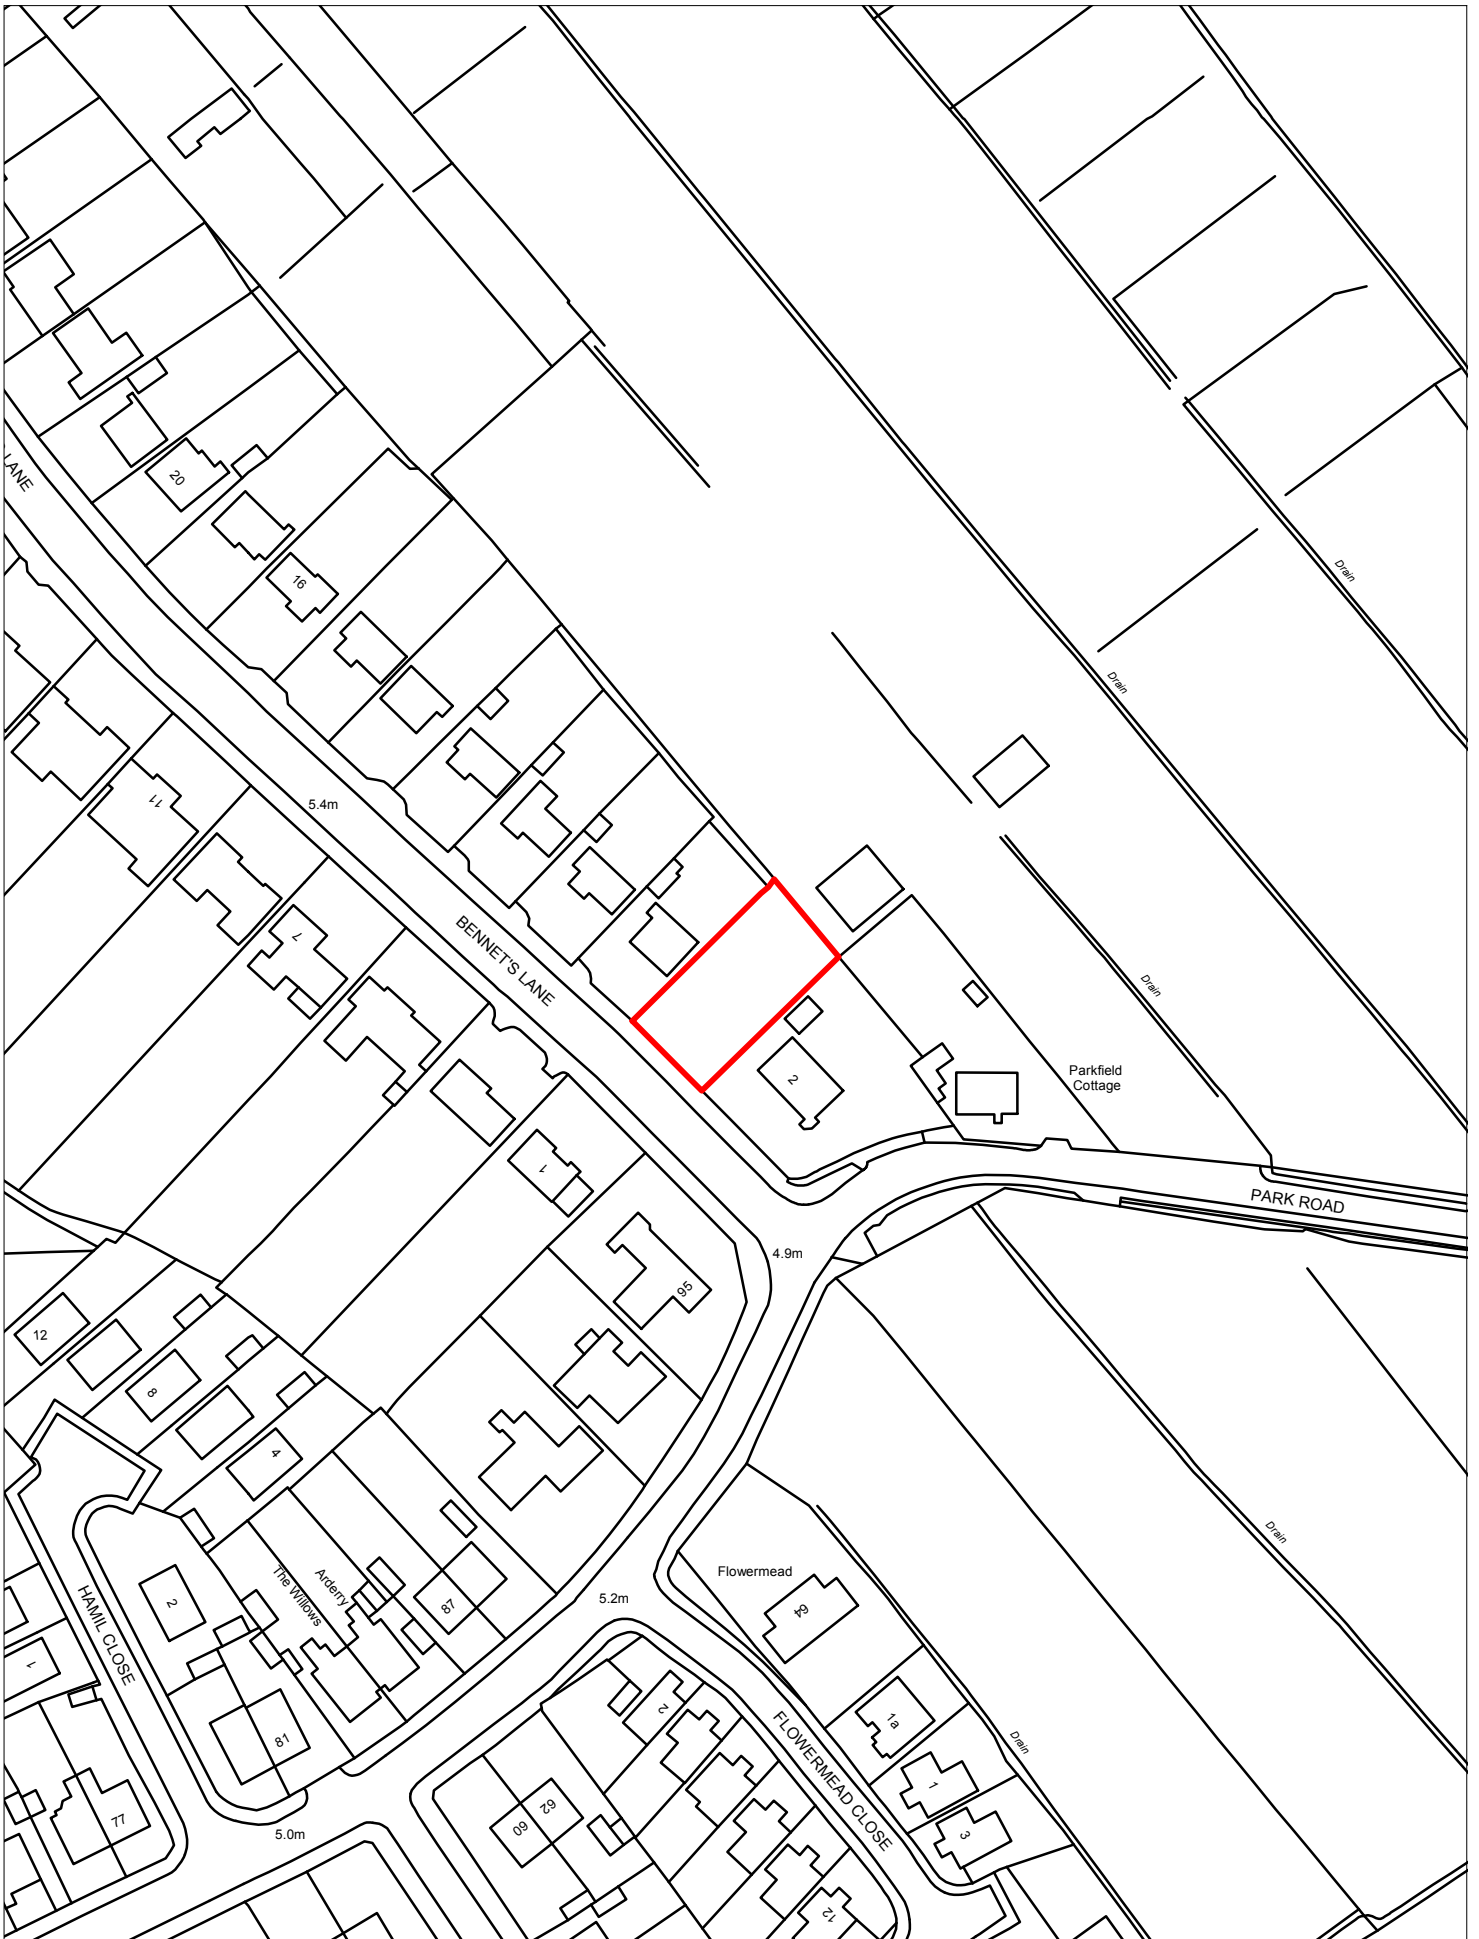 LANE
20
16
Drain
Drain
5.4m
11
BENNET'S LANE
7
Drain
Parkfield
Cottage
2
1
PARK ROAD
4.9m
95
12
8
4
Drain
Flowermead
64
The Willows
Arderry
87
5.2m
2
HAMIL CLOSE
1
81
77
5.0m
2
FLOWERMEAD CLOSE
1a
Drain
1
3
62
60
12